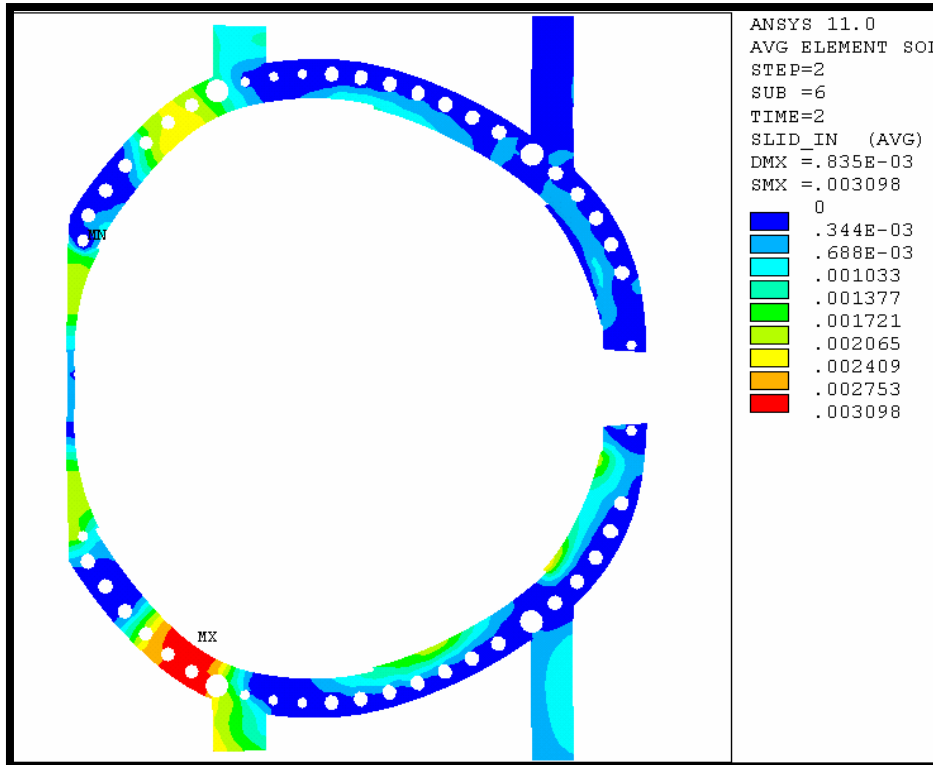 ANSYS 11.0
AVG ELEMENT SOL
STEP=2
SUB =6
TIME=2
SLID_IN (AVG)
DMX =.835E-03
SMX =.003098
0
.344E-03
.688E-03
.001033
.001377
.001721
.002065
.002409
.002753
.003098
MN
MX